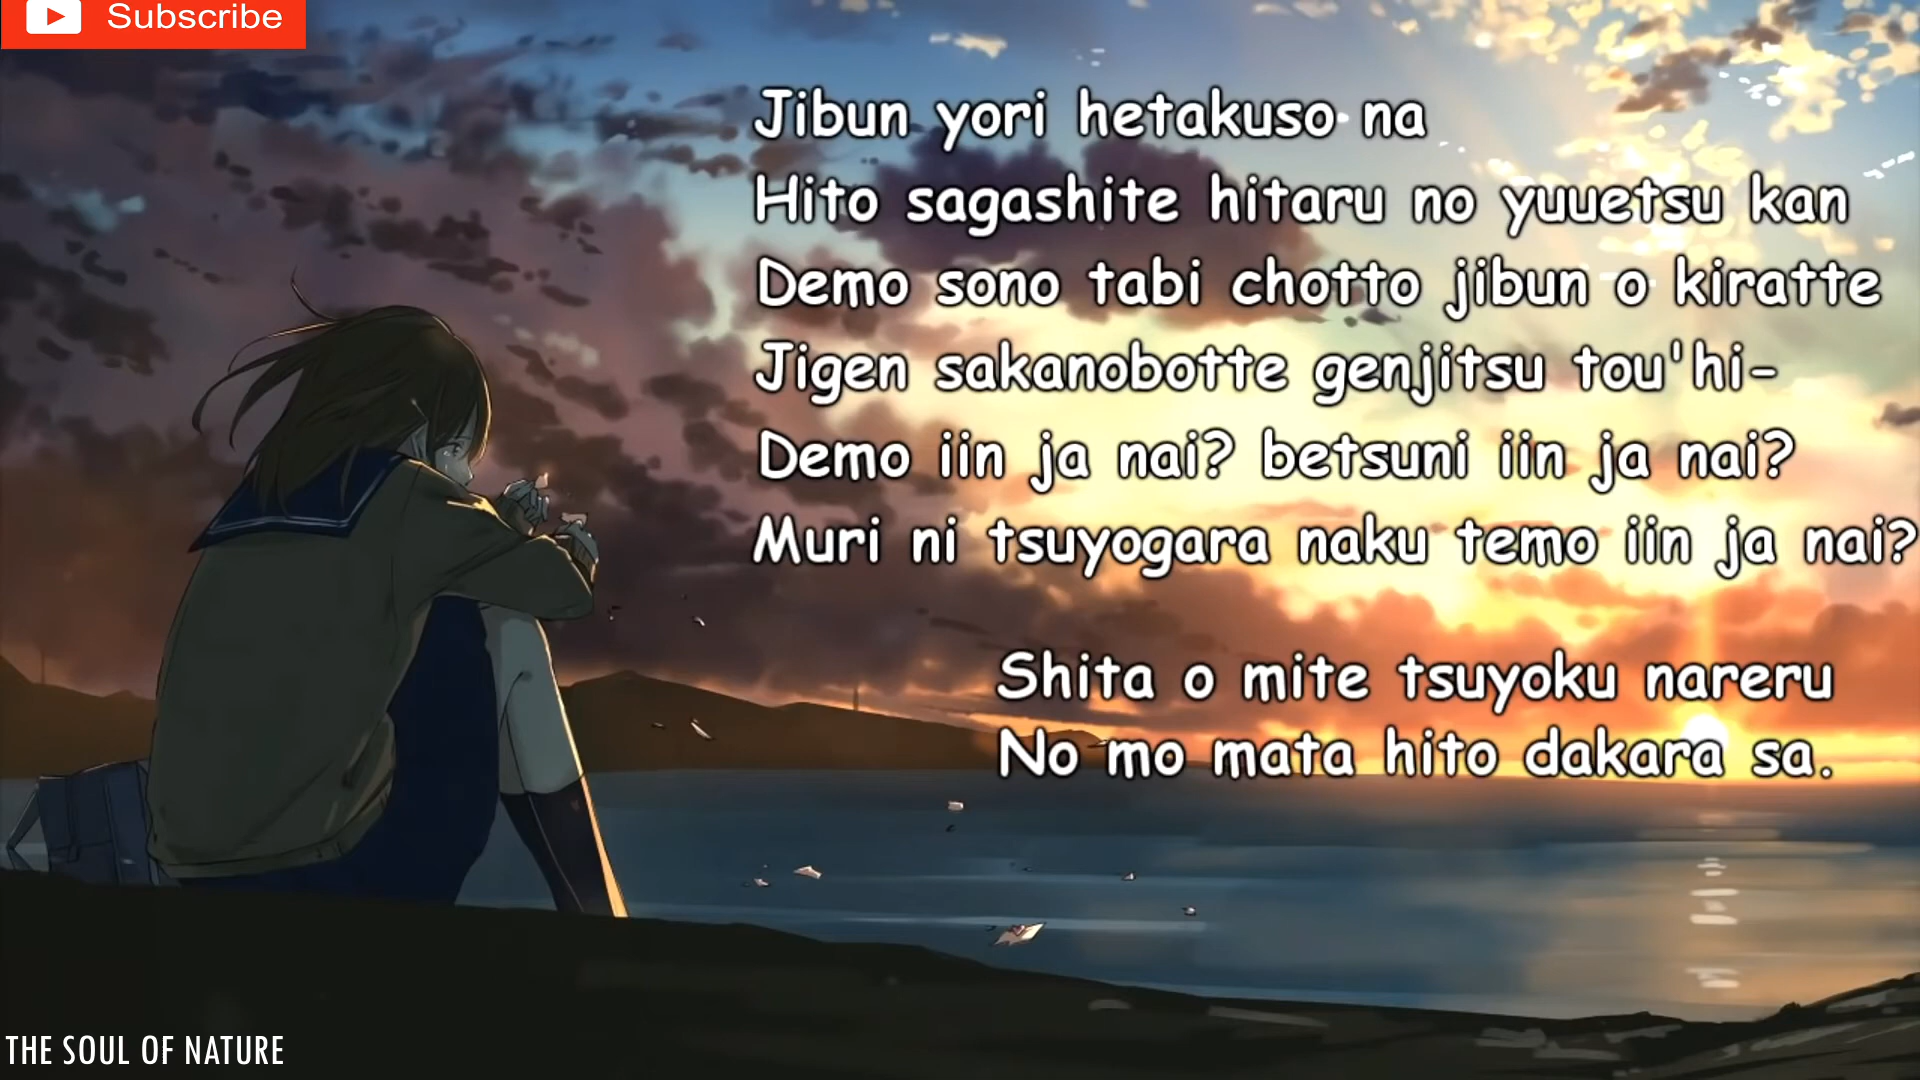 Subscribe
Jibun yori hetakuso na
Hito sagashite hitaru no yuuetsu kan
Demo sono tabi chotto jibun o kiratte
Jigen sakanobotte genjitsu tou'hi-
Demo iin ja nai? betsuni iin ja nai?
Muri ni tsuyogara naku temo iin ja nai?
Shita o mite tsuyoku nareru
No mo mata hito dakara sa.
THE SOUL OF NATURE